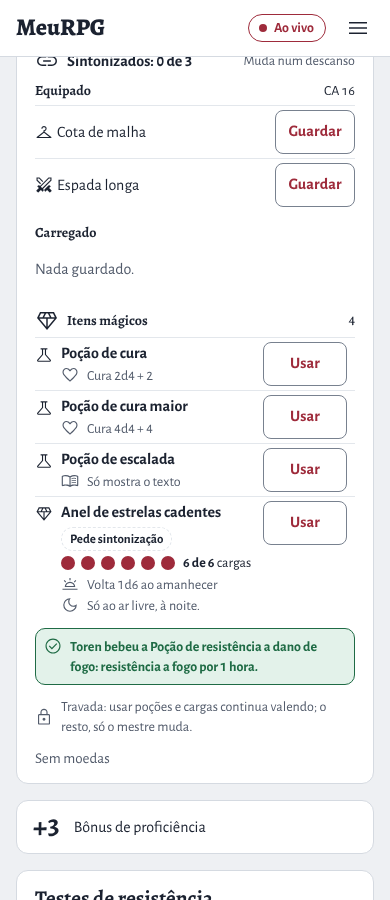 MeuRPG
Ao vivo
Sintonizados: 0 de 3
Muda num descanso
Equipado
CA 16
Cota de malha
Guardar
Espada longa
Guardar
Carregado
Nada guardado.
Itens mágicos
4
Poção de cura
Cura 2d4 + 2
Usar
Poção de cura maior
Cura 4d4 + 4
Usar
Poção de escalada
Só mostra o texto
Usar
Anel de estrelas cadentes
Usar
Pede sintonização
6 de 6 cargas
Volta 1d6 ao amanhecer
Só ao ar livre, à noite.
Toren bebeu a Poção de resistência a dano de
fogo: resistência a fogo por 1 hora.
Travada: usar poções e cargas continua valendo; o
resto, só o mestre muda.
Sem moedas
+3
Bônus de proficiência
Testes de resistência